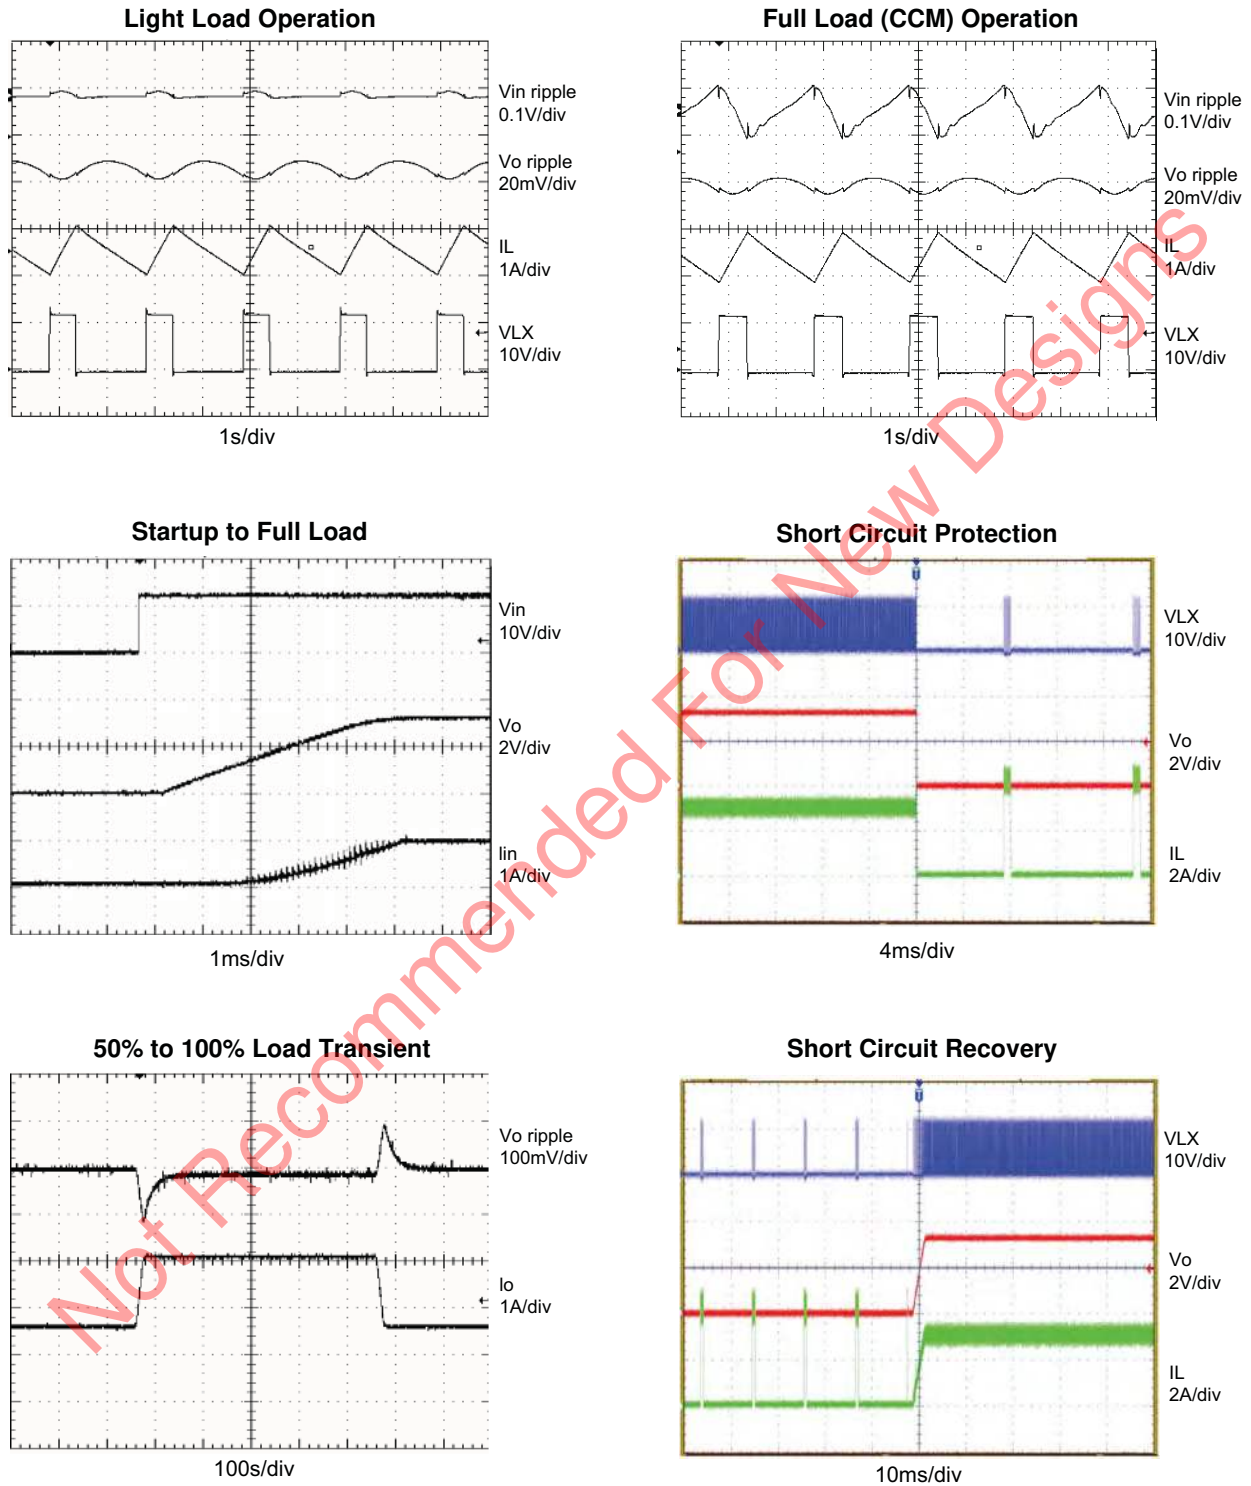 Light Load Operation
Vin ripple
0.1V/div
Vo ripple
20mV/div
IL
1A/div
VLX
10V/div
1s/div
Full Load (CCM) Operation
Vin ripple
0.1V/div
Vo ripple
20mV/div
IL
1A/div
VLX
10V/div
1s/div
Startup to Full Load
Vin
10V/div
Vo
2V/div
Iin
1A/div
1ms/div
Short Circuit Protection
VLX
10V/div
Vo
2V/div
IL
2A/div
4ms/div
50% to 100% Load Transient
Vo ripple
100mV/div
Io
1A/div
100s/div
Short Circuit Recovery
VLX
10V/div
Vo
2V/div
IL
2A/div
10ms/div
Not Recommended For New Designs